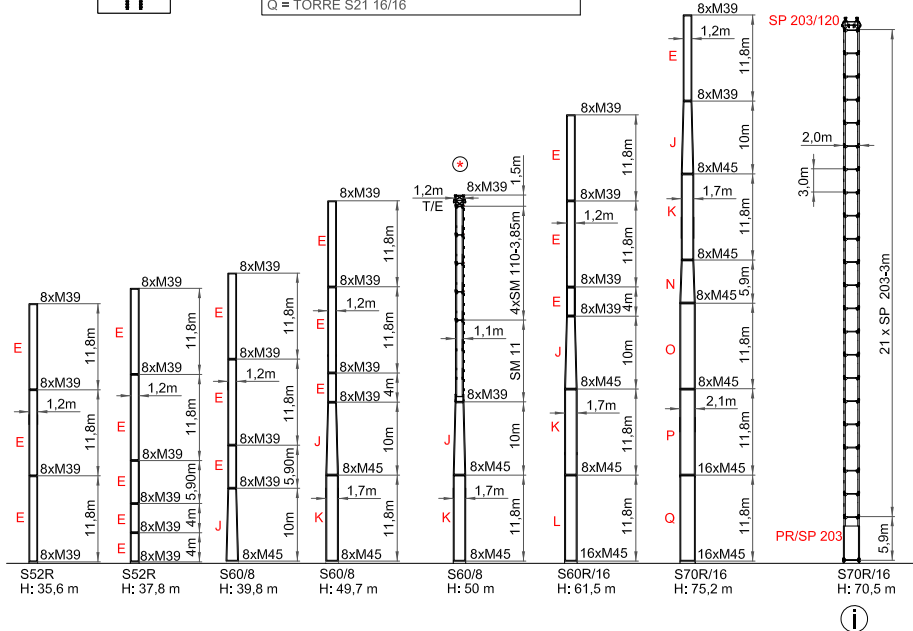 Q = TORRE S21 16/16
8xM39
E
11,8m
8xM39
E
1,2m
11,8m
8xM39
E
11,8m
8xM39
S52R
H: 35,6 m
8xM39
E
11,8m
8xM39
1,2m
E
11,8m
8xM39
E
5,90m
8xM39
E
4m
8xM39
E
4m
8xM39
S52R
H: 37,8 m
8xM39
E
11,8m
8xM39
1,2m
E
11,8m
8xM39
E
5,90m
8xM39
J
10m
8xM45
S60/8
H: 39,8 m
8xM39
E
11,8m
8xM39
1,2m
E
11,8m
8xM39
E
4m
8xM39
J
10m
8xM45
1,7m
K
11,8m
S60/8
H: 49,7 m
*
1,5m
1,2m
8xM39
T/E
4xSM 110-3,85m
1,1m
SM 11
8xM39
J
10m
8xM45
1,7m
K
11,8m
S60/8
H: 50 m
8xM39
E
11,8m
8xM39
1,2m
E
11,8m
8xM39
E
4m
8xM39
J
10m
8xM45
1,7m
K
11,8m
8xM45
L
11,8m
16xM45
S60R/16
H: 61,5 m
8xM39
1,2m
E
11,8m
8xM39
J
10m
8xM45
1,7m
K
11,8m
8xM45
N
5,9m
8xM45
O
11,8m
8xM45
2,1m
P
11,8m
16xM45
Q
11,8m
16xM45
S70R/16
H: 75,2 m
SP 203/120
2,0m
3,0m
21 x SP 203-3m
PR/SP 203
5,9m
S70R/16
H: 70,5 m
i